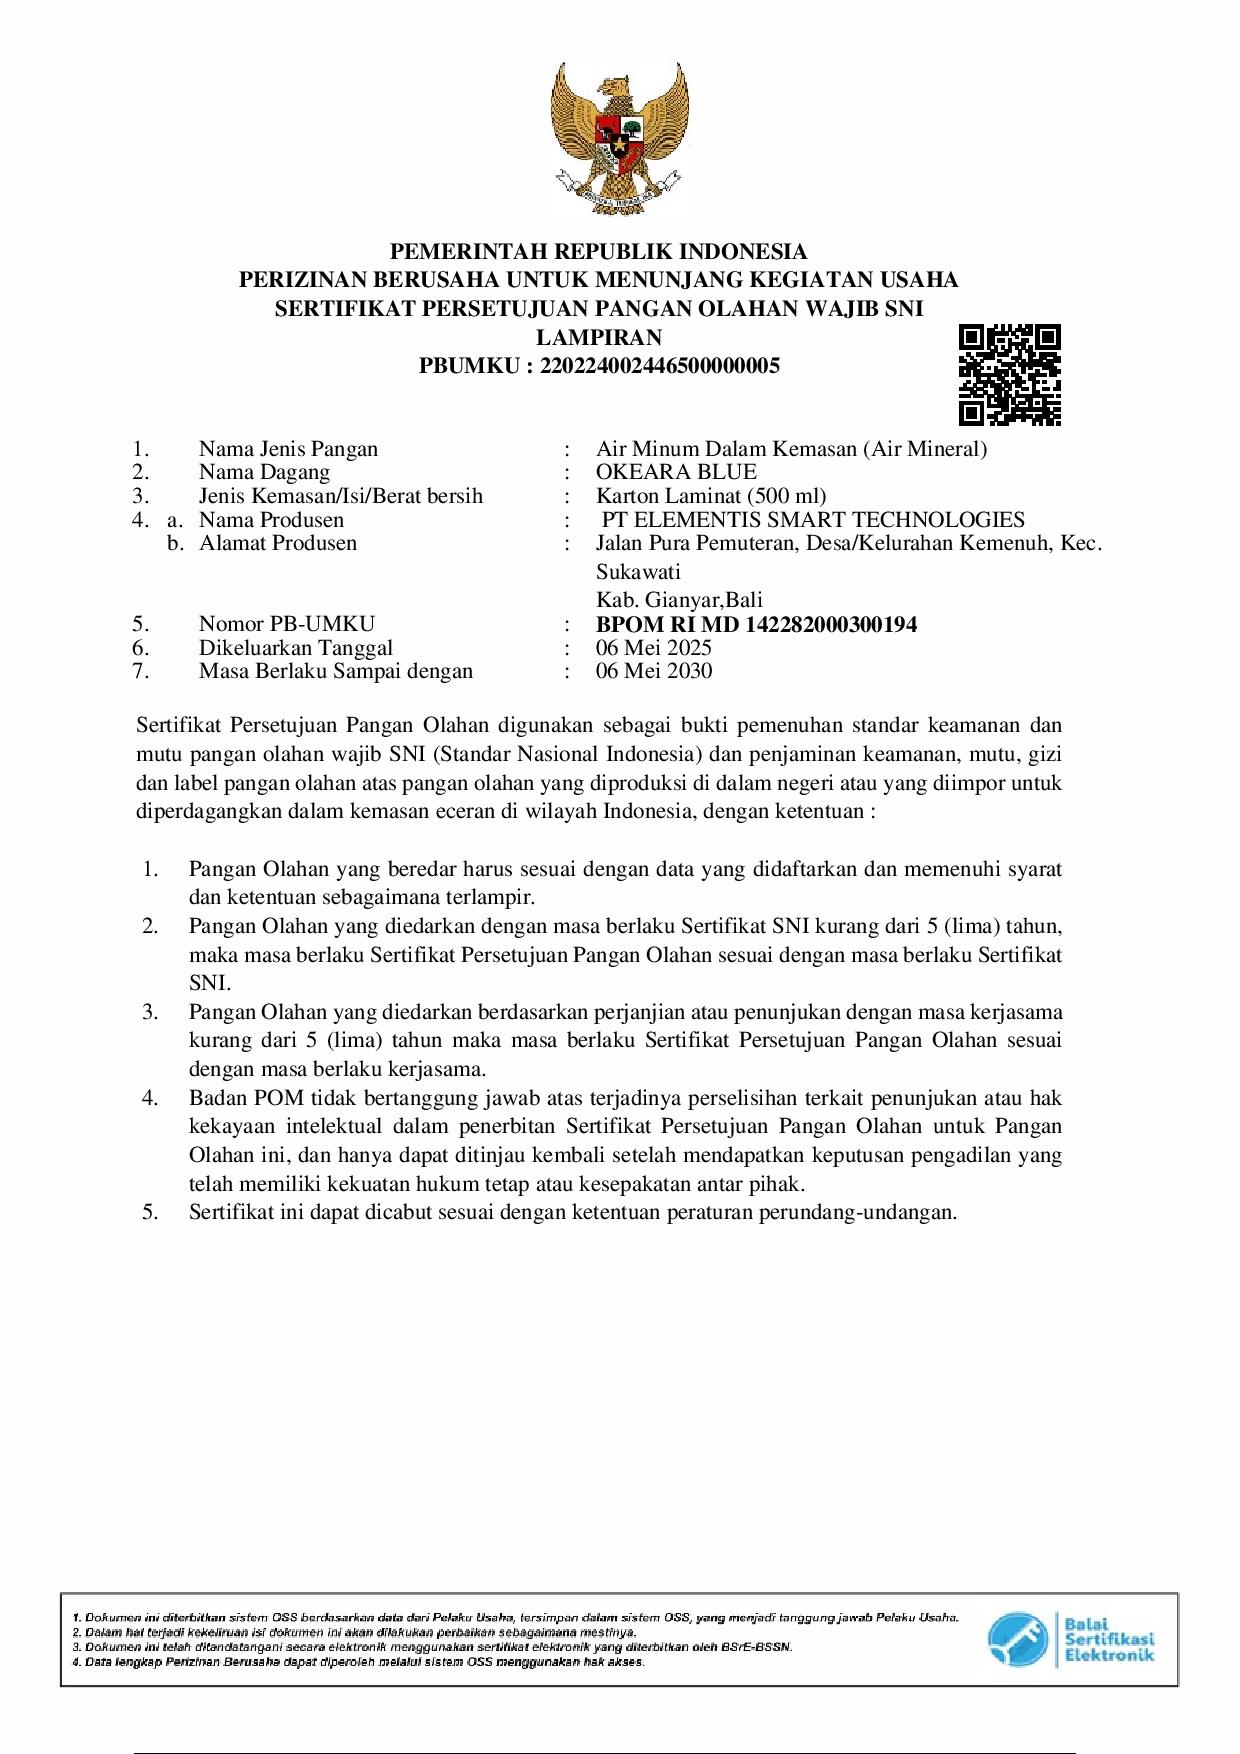 PEMERINTAH REPUBLIK INDONESIA
PERIZINAN BERUSAHA UNTUK MENUNJANG KEGIATAN USAHA
SERTIFIKAT PERSETUJUAN PANGAN OLAHAN WAJIB SNI
LAMPIRAN
PBUMKU : 220224002446500000005
1. Nama Jenis Pangan : Air Minum Dalam Kemasan (Air Mineral)
2. Nama Dagang : OKEARA BLUE
3. Jenis Kemasan/Isi/Berat bersih : Karton Laminat (500 ml)
4. a. Nama Produsen : PT ELEMENTIS SMART TECHNOLOGIES
b. Alamat Produsen : Jalan Pura Pemuteran, Desa/Kelurahan Kemenuh, Kec.
Sukawati
Kab. Gianyar,Bali
5. Nomor PB-UMKU : BPOM RI MD 142282000300194
6. Dikeluarkan Tanggal : 06 Mei 2025
7. Masa Berlaku Sampai dengan : 06 Mei 2030
Sertifikat Persetujuan Pangan Olahan digunakan sebagai bukti pemenuhan standar keamanan dan
mutu pangan olahan wajib SNI (Standar Nasional Indonesia) dan penjaminan keamanan, mutu, gizi
dan label pangan olahan atas pangan olahan yang diproduksi di dalam negeri atau yang diimpor untuk
diperdagangkan dalam kemasan eceran di wilayah Indonesia, dengan ketentuan :
1. Pangan Olahan yang beredar harus sesuai dengan data yang didaftarkan dan memenuhi syarat
dan ketentuan sebagaimana terlampir.
2. Pangan Olahan yang diedarkan dengan masa berlaku Sertifikat SNI kurang dari 5 (lima) tahun,
maka masa berlaku Sertifikat Persetujuan Pangan Olahan sesuai dengan masa berlaku Sertifikat
SNI.
3. Pangan Olahan yang diedarkan berdasarkan perjanjian atau penunjukan dengan masa kerjasama
kurang dari 5 (lima) tahun maka masa berlaku Sertifikat Persetujuan Pangan Olahan sesuai
dengan masa berlaku kerjasama.
4. Badan POM tidak bertanggung jawab atas terjadinya perselisihan terkait penunjukan atau hak
kekayaan intelektual dalam penerbitan Sertifikat Persetujuan Pangan Olahan untuk Pangan
Olahan ini, dan hanya dapat ditinjau kembali setelah mendapatkan keputusan pengadilan yang
telah memiliki kekuatan hukum tetap atau kesepakatan antar pihak.
5. Sertifikat ini dapat dicabut sesuai dengan ketentuan peraturan perundang-undangan.
1. Dokumen ini diterbitkan sistem OSS berdasarkan data dari Pelaku Usaha, tersimpan dalam sistem OSS, yang menjadi tanggung jawab Pelaku Usaha.
2. Dalam hal terjadi kekeliruan isi dokumen ini akan dilakukan perbaikan sebagaimana mestinya.
3. Dokumen ini telah ditandatangani secara elektronik menggunakan sertifikat elektronik yang diterbitkan oleh BSrE-BSSN.
4. Data lengkap Perizinan Berusaha dapat diperoleh melalui sistem OSS menggunakan hak akses.
Balai
Sertifikasi
Elektronik